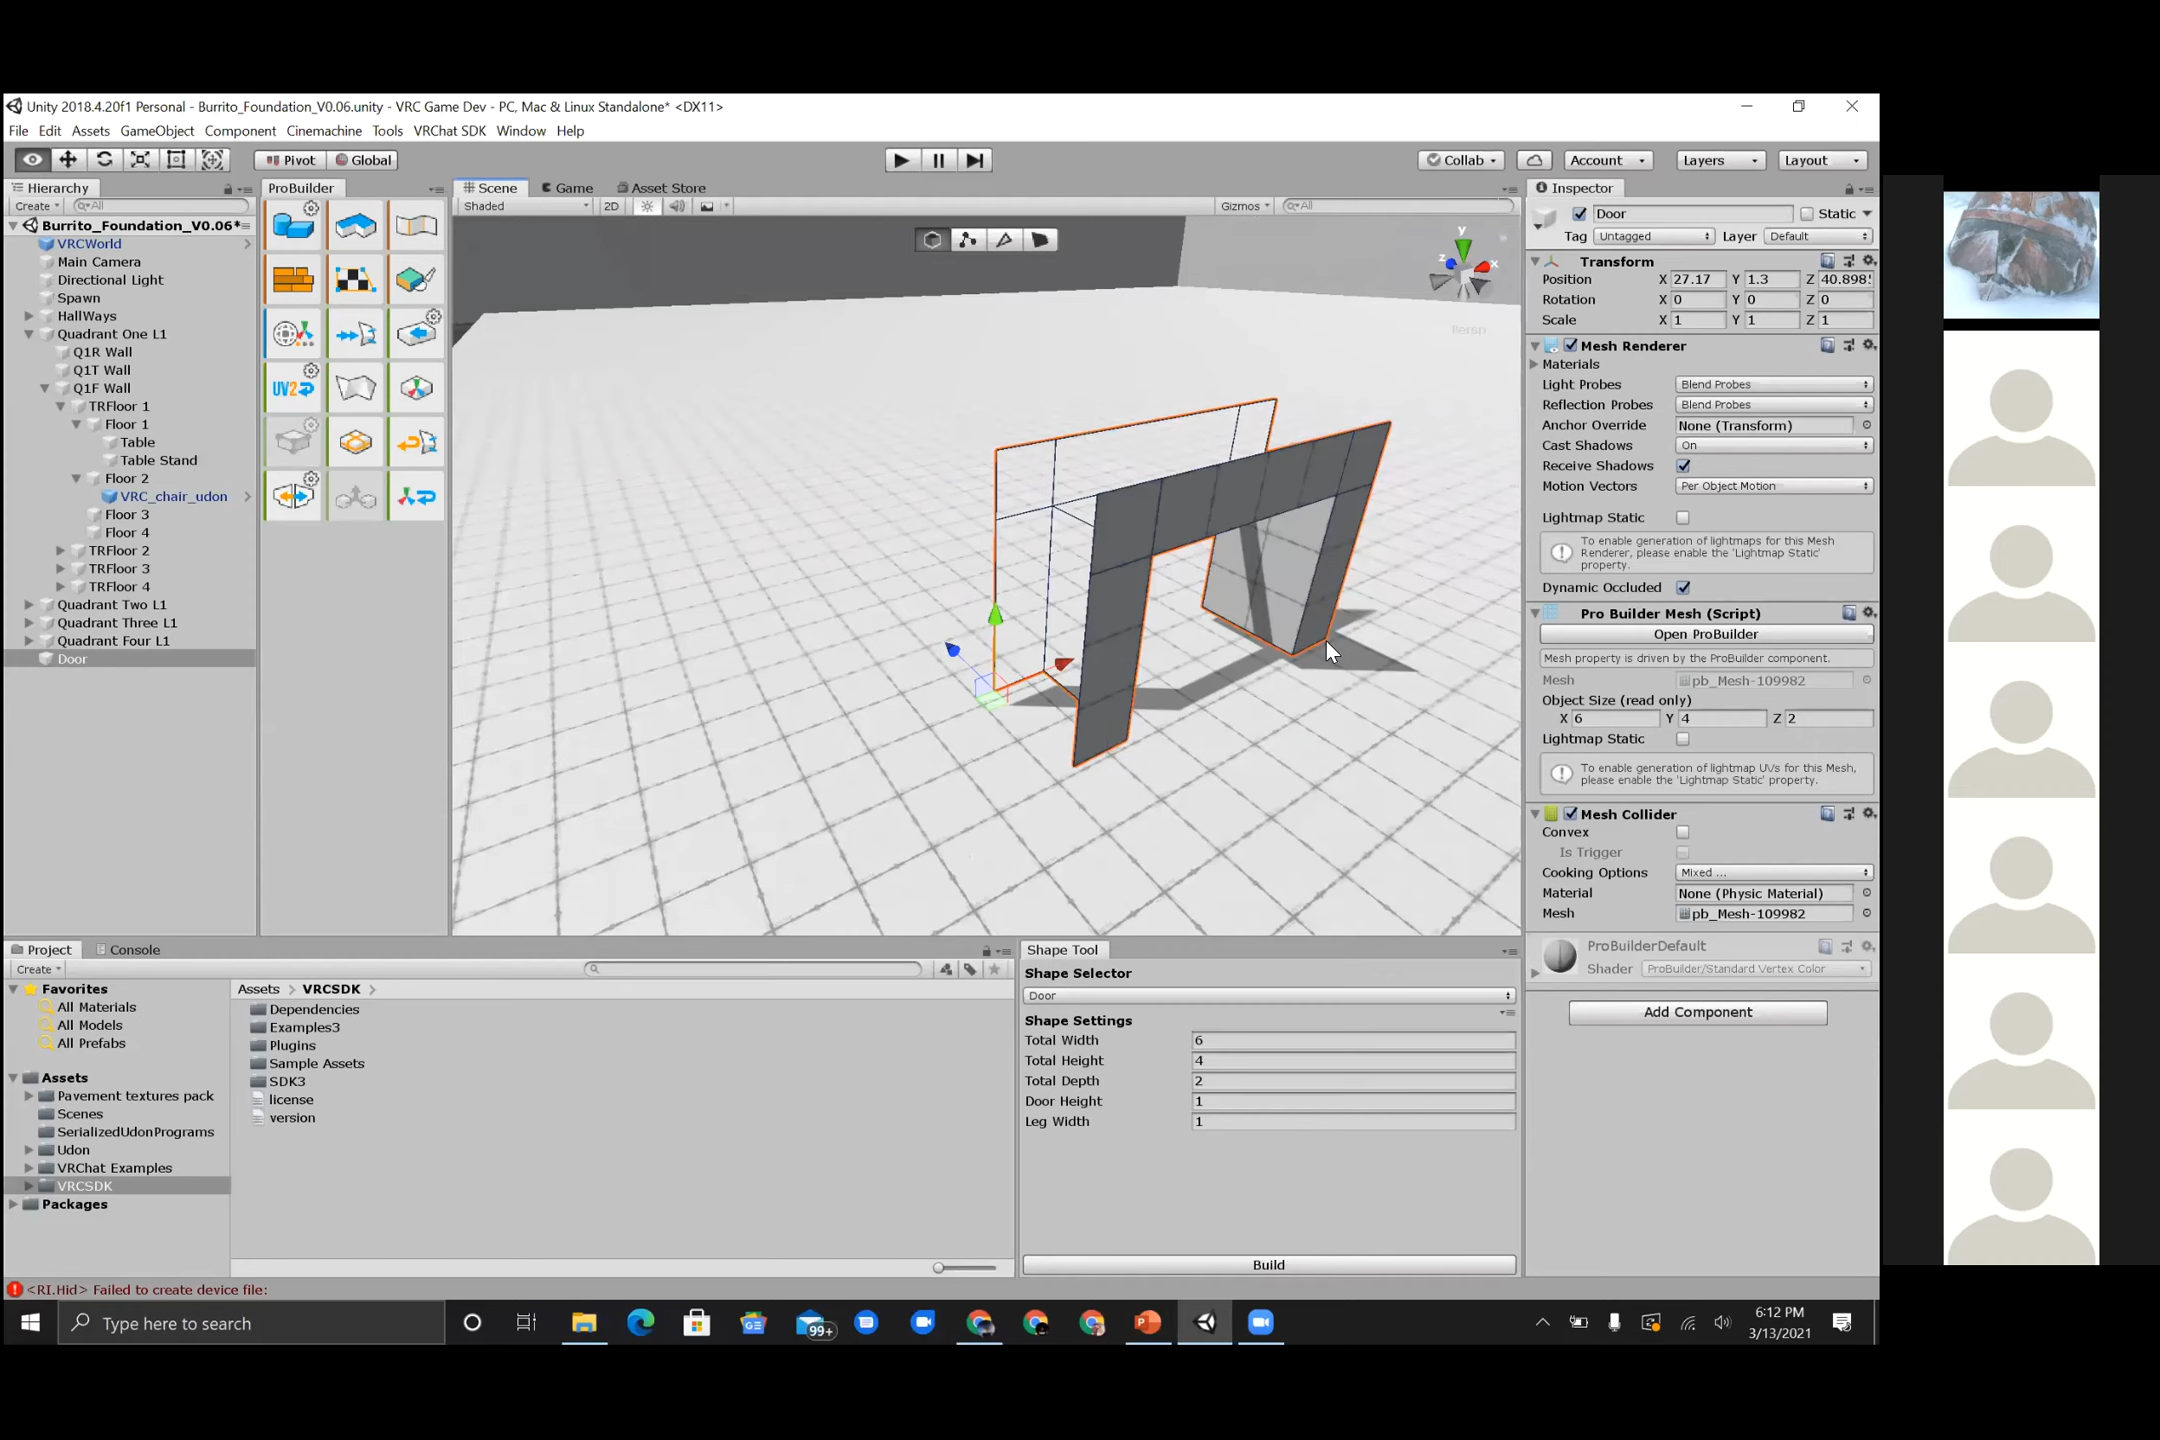 Unity 2018.4.20f1 Personal - Burrito_Foundation_V0.06.unity - VRC Game Dev - PC, Mac & Linux Standalone* <DX11>
File Edit Assets GameObject Component Cinemachine Tools VRChat SDK Window Help
Pivot Global Collab Account Layers Layout
Hierarchy
Create All
Burrito_Foundation_V0.06*
VRCWorld
Main Camera
Directional Light
Spawn
HallWays
Quadrant One L1
Q1R Wall
Q1T Wall
Q1F Wall
TRFloor 1
Floor 1
Table
Table Stand
Floor 2
VRC_chair_udon
Floor 3
Floor 4
TRFloor 2
TRFloor 3
TRFloor 4
Quadrant Two L1
Quadrant Three L1
Quadrant Four L1
Door
ProBuilder
UV2
Scene Game Asset Store
Shaded 2D Gizmos All
y
z x
Persp
Inspector
Door Static
Tag Untagged Layer Default
Transform
Position X 27.17 Y 1.3 Z 40.898
Rotation X 0 Y 0 Z 0
Scale X 1 Y 1 Z 1
Mesh Renderer
Materials
Light Probes Blend Probes
Reflection Probes Blend Probes
Anchor Override None (Transform)
Cast Shadows On
Receive Shadows
Motion Vectors Per Object Motion
Lightmap Static
To enable generation of lightmaps for this Mesh
Renderer, please enable the 'Lightmap Static'
property.
Dynamic Occluded
Pro Builder Mesh (Script)
Open ProBuilder
Mesh property is driven by the ProBuilder component.
Mesh pb_Mesh-109982
Object Size (read only)
X 6 Y 4 Z 2
Lightmap Static
To enable generation of lightmap UVs for this Mesh,
please enable the 'Lightmap Static' property.
Mesh Collider
Convex
Is Trigger
Cooking Options Mixed ...
Material None (Physic Material)
Mesh pb_Mesh-109982
ProBuilderDefault
Shader ProBuilder/Standard Vertex Color
Add Component
Project Console
Create
Favorites
All Materials
All Models
All Prefabs
Assets
Pavement textures pack
Scenes
SerializedUdonPrograms
Udon
VRChat Examples
VRCSDK
Packages
Assets > VRCSDK >
Dependencies
Examples3
Plugins
Sample Assets
SDK3
license
version
Shape Tool
Shape Selector
Door
Shape Settings
Total Width 6
Total Height 4
Total Depth 2
Door Height 1
Leg Width 1
Build
<RI.Hid> Failed to create device file:
Type here to search
GE
99+
P
6:12 PM
3/13/2021